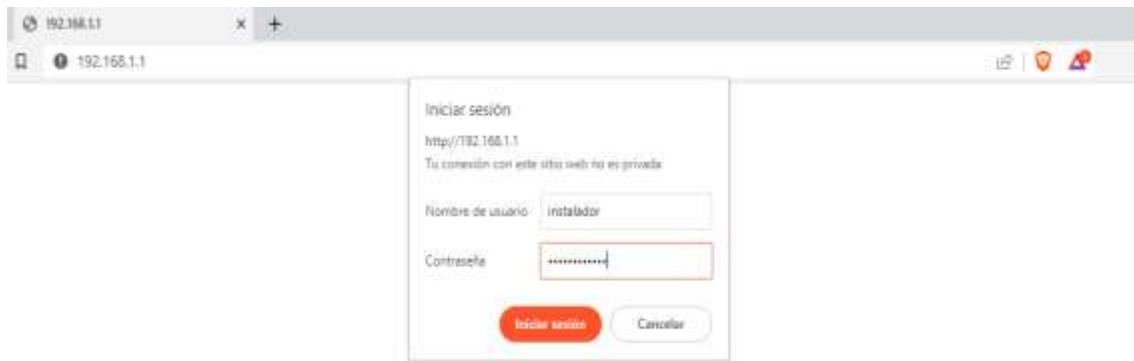 192.168.1.1
192.168.1.1
Iniciar sesión
http://192.168.1.1
Tu conexión con este sitio web no es privada
Nombre de usuario instalador
Contraseña ••••••••••••
Iniciar sesión Cancelar